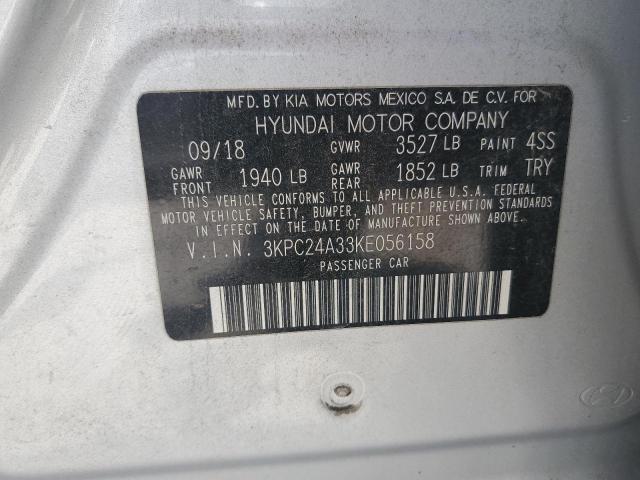 MFD. BY KIA MOTORS MEXICO S.A. DE C.V. FOR
HYUNDAI MOTOR COMPANY
09/18 GVWR 3527 LB PAINT 4SS
GAWR FRONT 1940 LB GAWR REAR 1852 LB TRIM TRY
THIS VEHICLE CONFORMS TO ALL APPLICABLE U.S.A. FEDERAL
MOTOR VEHICLE SAFETY, BUMPER, AND THEFT PREVENTION STANDARDS
IN EFFECT ON THE DATE OF MANUFACTURE SHOWN ABOVE.
V.I.N. 3KPC24A33KE056158
PASSENGER CAR